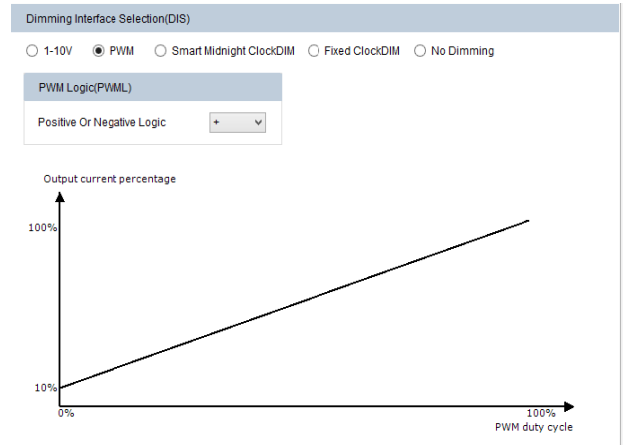 Dimming Interface Selection(DIS)
1-10V PWM Smart Midnight ClockDIM Fixed ClockDIM No Dimming
PWM Logic(PWML)
Positive Or Negative Logic +
Output current percentage
100%
10%
0% 100%
PWM duty cycle